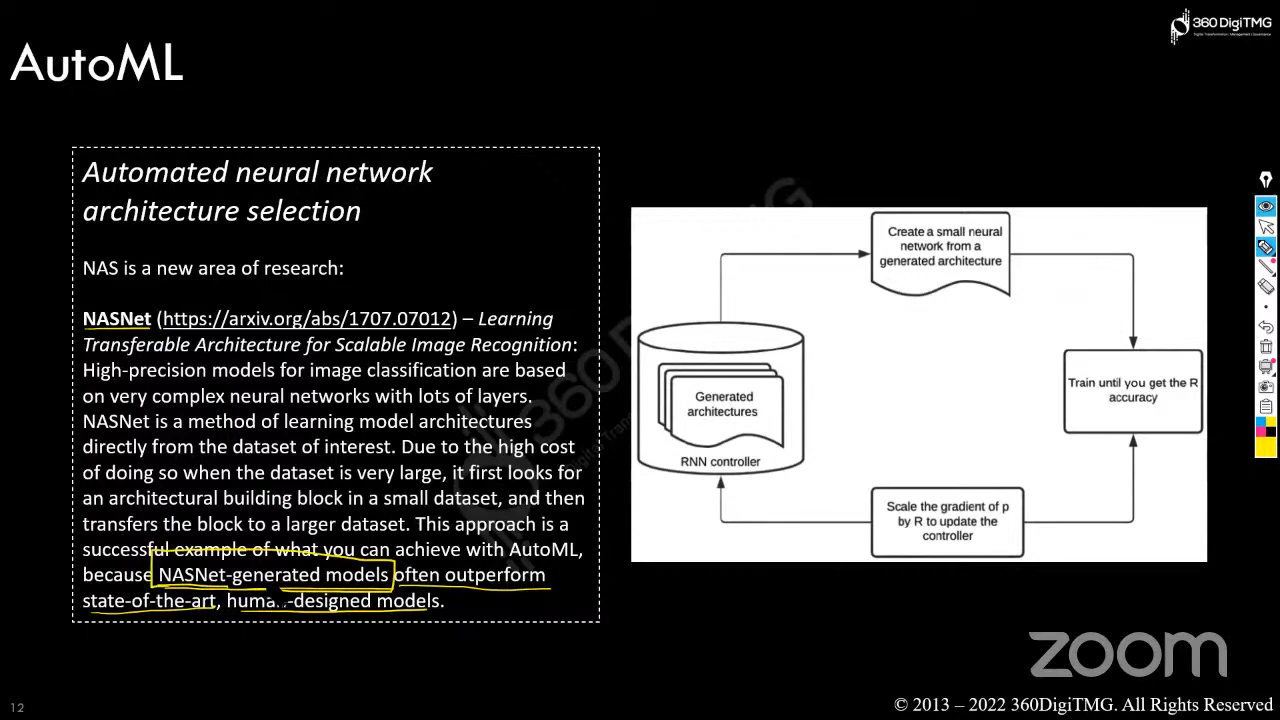 360DigiTMG
AutoML
Automated neural network
architecture selection
NAS is a new area of research:
NASNet (https://arxiv.org/abs/1707.07012) – Learning
Transferable Architecture for Scalable Image Recognition:
High-precision models for image classification are based
on very complex neural networks with lots of layers.
NASNet is a method of learning model architectures
directly from the dataset of interest. Due to the high cost
of doing so when the dataset is very large, it first looks for
an architectural building block in a small dataset, and then
transfers the block to a larger dataset. This approach is a
successful example of what you can achieve with AutoML,
because NASNet-generated models often outperform
state-of-the-art, human-designed models.
Create a small neural
network from a
generated architecture
Generated
architectures
RNN controller
Train until you get the R
accuracy
Scale the gradient of p
by R to update the
controller
zoom
12
© 2013 – 2022 360DigiTMG. All Rights Reserved